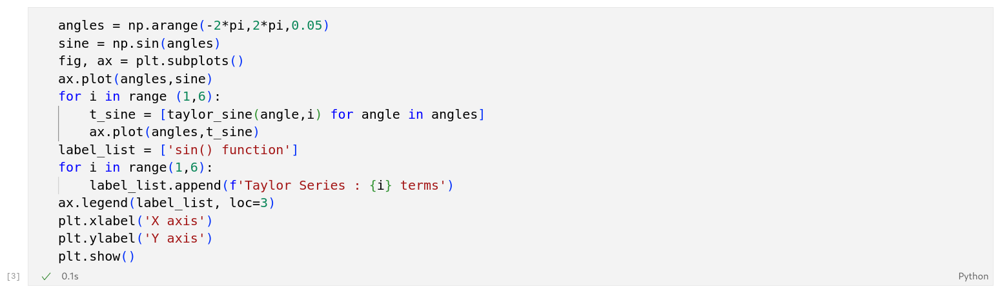 angles = np.arange(-2*pi,2*pi,0.05)
sine = np.sin(angles)
fig, ax = plt.subplots()
ax.plot(angles,sine)
for i in range (1,6):
    t_sine = [taylor_sine(angle,i) for angle in angles]
    ax.plot(angles,t_sine)
label_list = ['sin() function']
for i in range(1,6):
    label_list.append(f'Taylor Series : {i} terms')
ax.legend(label_list, loc=3)
plt.xlabel('X axis')
plt.ylabel('Y axis')
plt.show()
[3] ✓ 0.1s Python